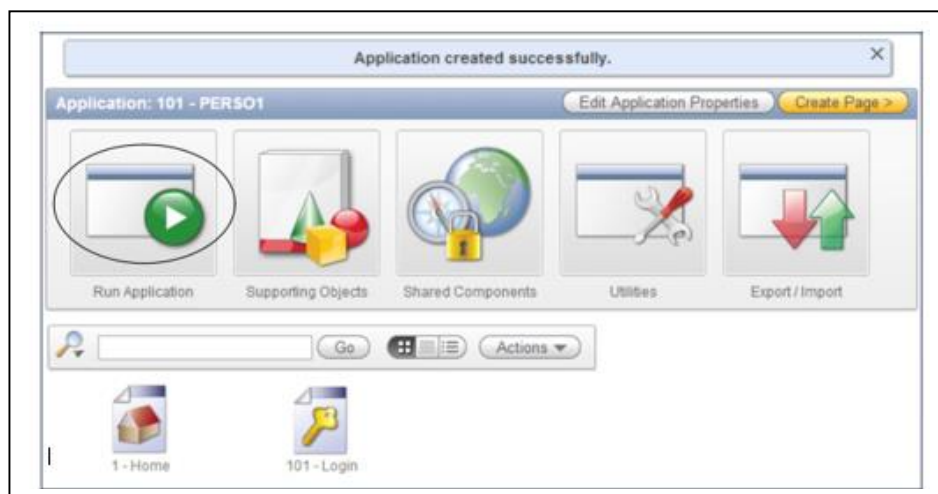 Application created successfully.
Application: 101 - PERSO1
Edit Application Properties
Create Page >
Run Application
Supporting Objects
Shared Components
Utilities
Export / Import
Go
Actions
1 - Home
101 - Login